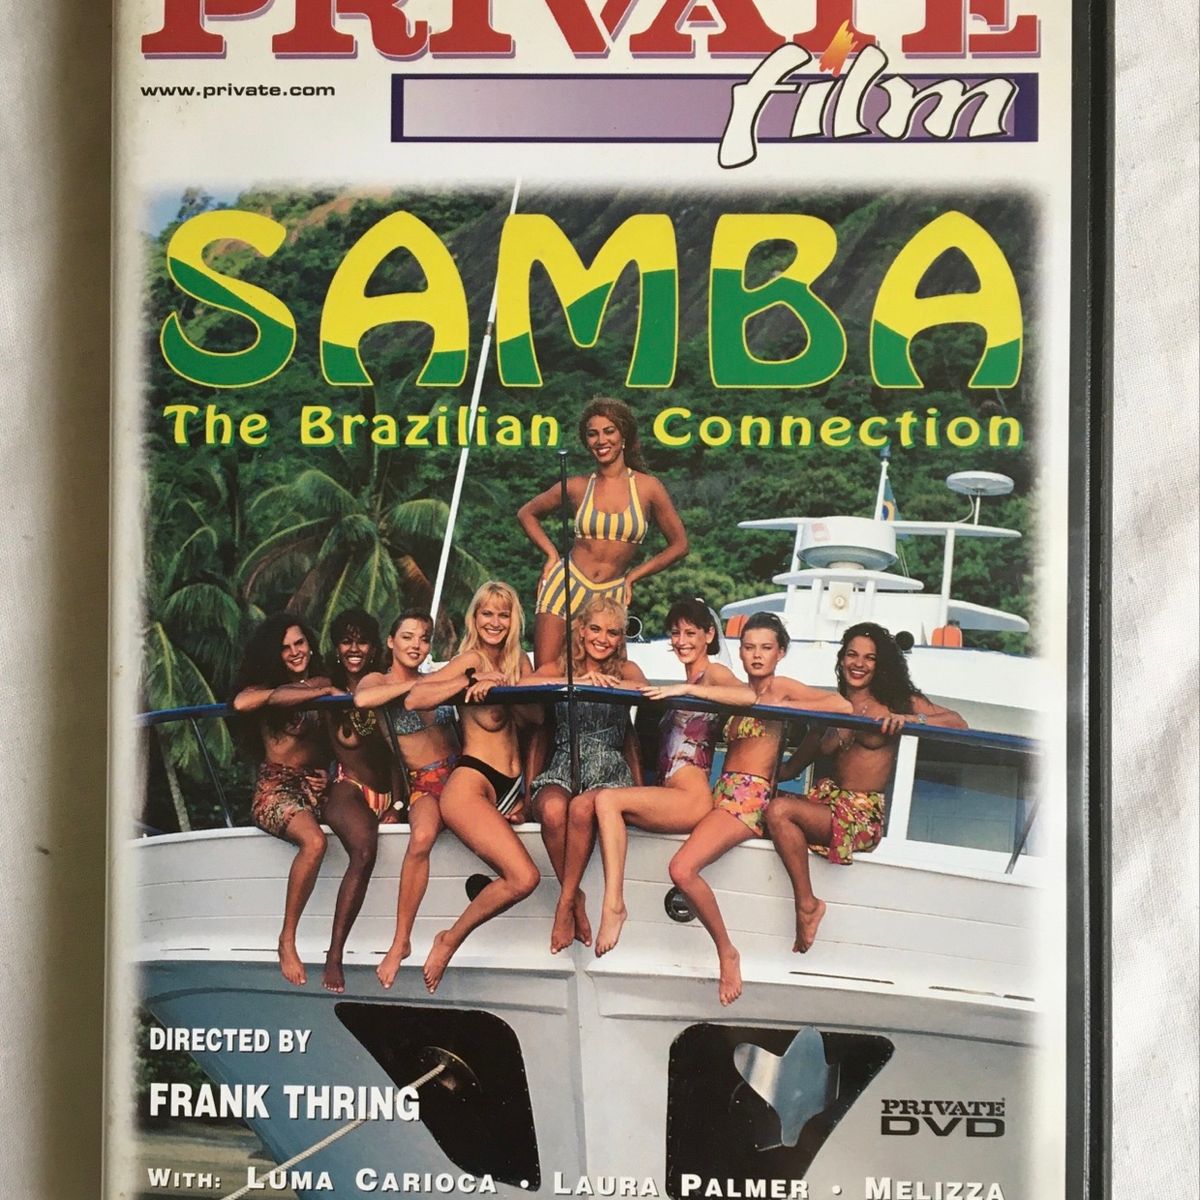 PRIVATE
film
www.private.com
SAMBA
The Brazilian Connection
DIRECTED BY
FRANK THRING
PRIVATE
DVD
WITH: LUMA CARIOCA • LAURA PALMER • MELIZZA